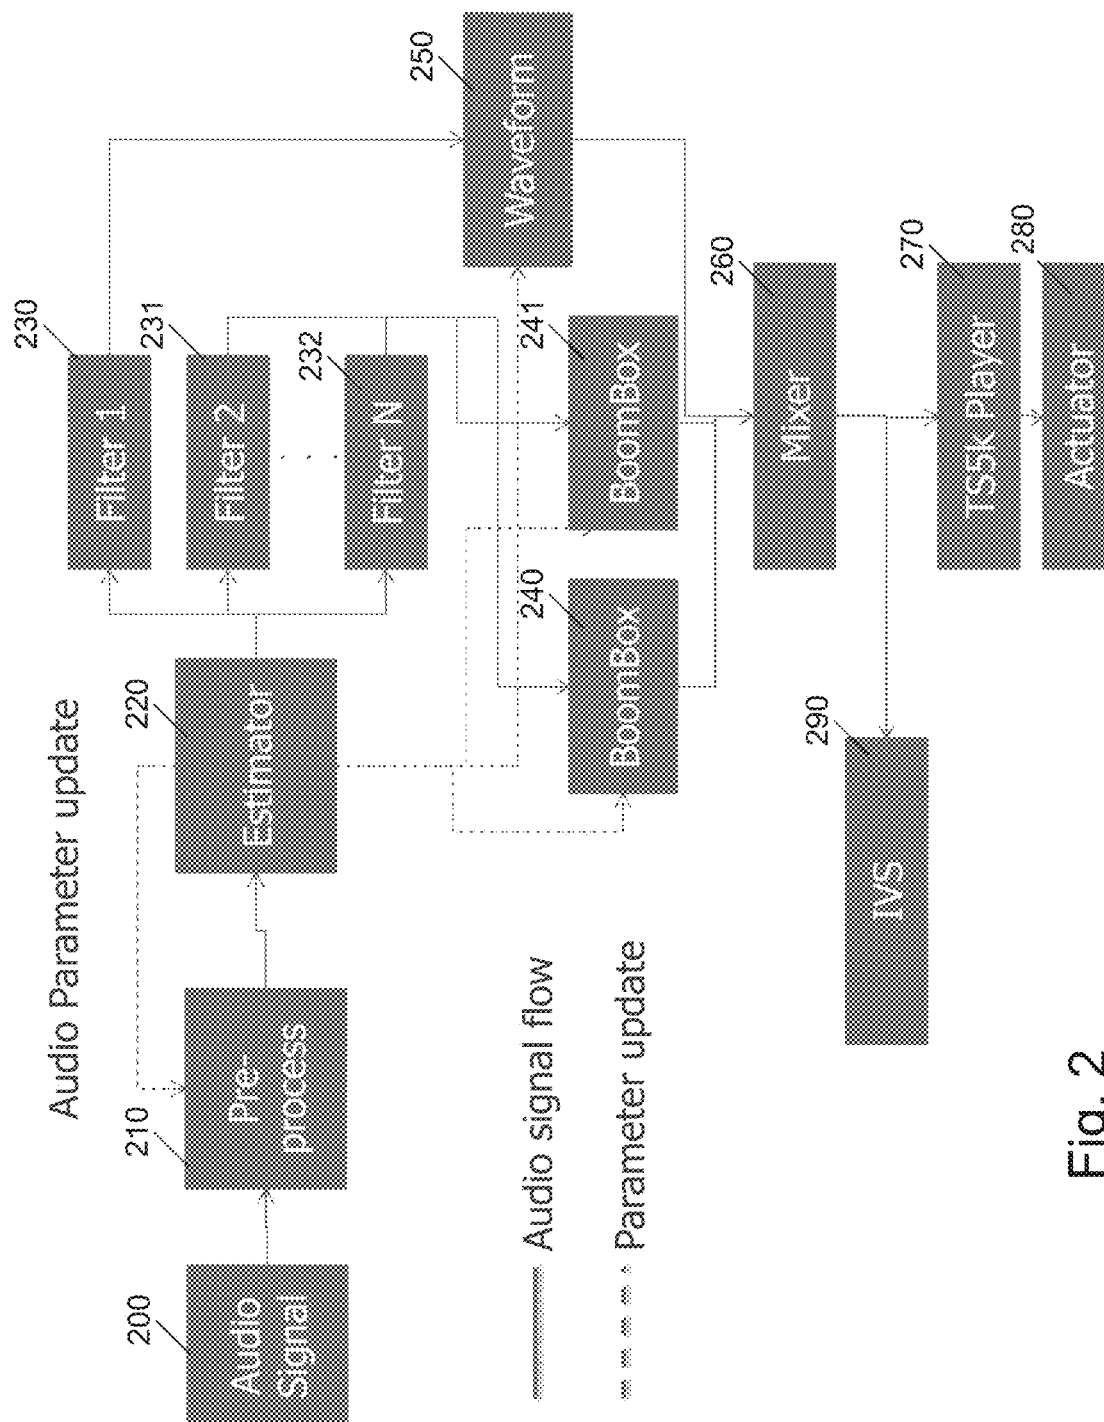 Audio Parameter update
200
Audio
Signal
210
Pre-
process
220
Estimator
230
Filter 1
231
Filter 2
. . .
232
Filter N
240
BoomBox
241
BoomBox
250
Waveform
260
Mixer
270
TS5k Player
280
Actuator
290
IVS
Audio signal flow
Parameter update
Fig. 2